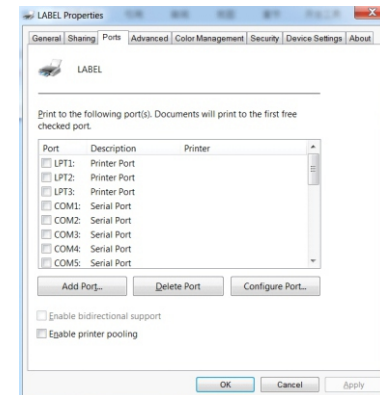 LABEL Properties
General Sharing Ports Advanced Color Management Security Device Settings About
LABEL
Print to the following port(s). Documents will print to the first free
checked port.
Port Description Printer
LPT1: Printer Port
LPT2: Printer Port
LPT3: Printer Port
COM1: Serial Port
COM2: Serial Port
COM3: Serial Port
COM4: Serial Port
COM5: Serial Port
Add Port... Delete Port Configure Port...
Enable bidirectional support
Enable printer pooling
OK Cancel Apply